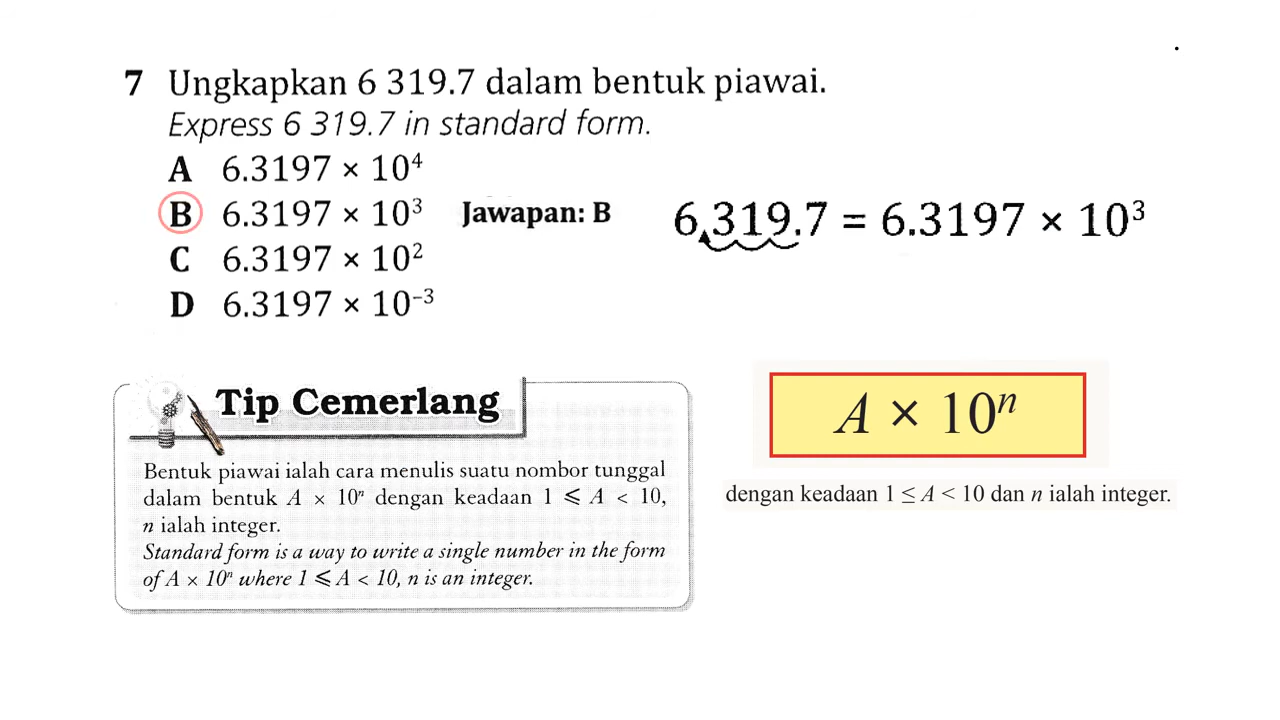 7 Ungkapkan 6 319.7 dalam bentuk piawai.
Express 6 319.7 in standard form.
A 6.3197 × 10⁴
B 6.3197 × 10³ Jawapan: B 6,319.7 = 6.3197 × 10³
C 6.3197 × 10²
D 6.3197 × 10⁻³
Tip Cemerlang
Bentuk piawai ialah cara menulis suatu nombor tunggal
dalam bentuk A × 10ⁿ dengan keadaan 1 ⩽ A < 10,
n ialah integer.
Standard form is a way to write a single number in the form
of A × 10ⁿ where 1 ⩽ A < 10, n is an integer.
A × 10ⁿ
dengan keadaan 1 ≤ A < 10 dan n ialah integer.